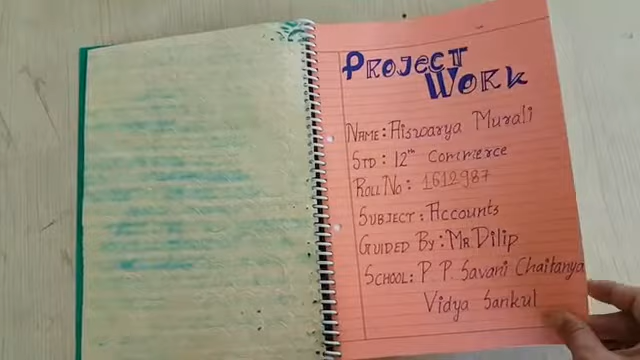 PROJECT
WORK
NAME: Aiswarya Murali
STD: 12th Commerce
ROLL NO: 1612987
SUBJECT: Accounts
GUIDED BY: MR. Dilip
SCHOOL: P. P. Savani Chaitanya
Vidya Sankul